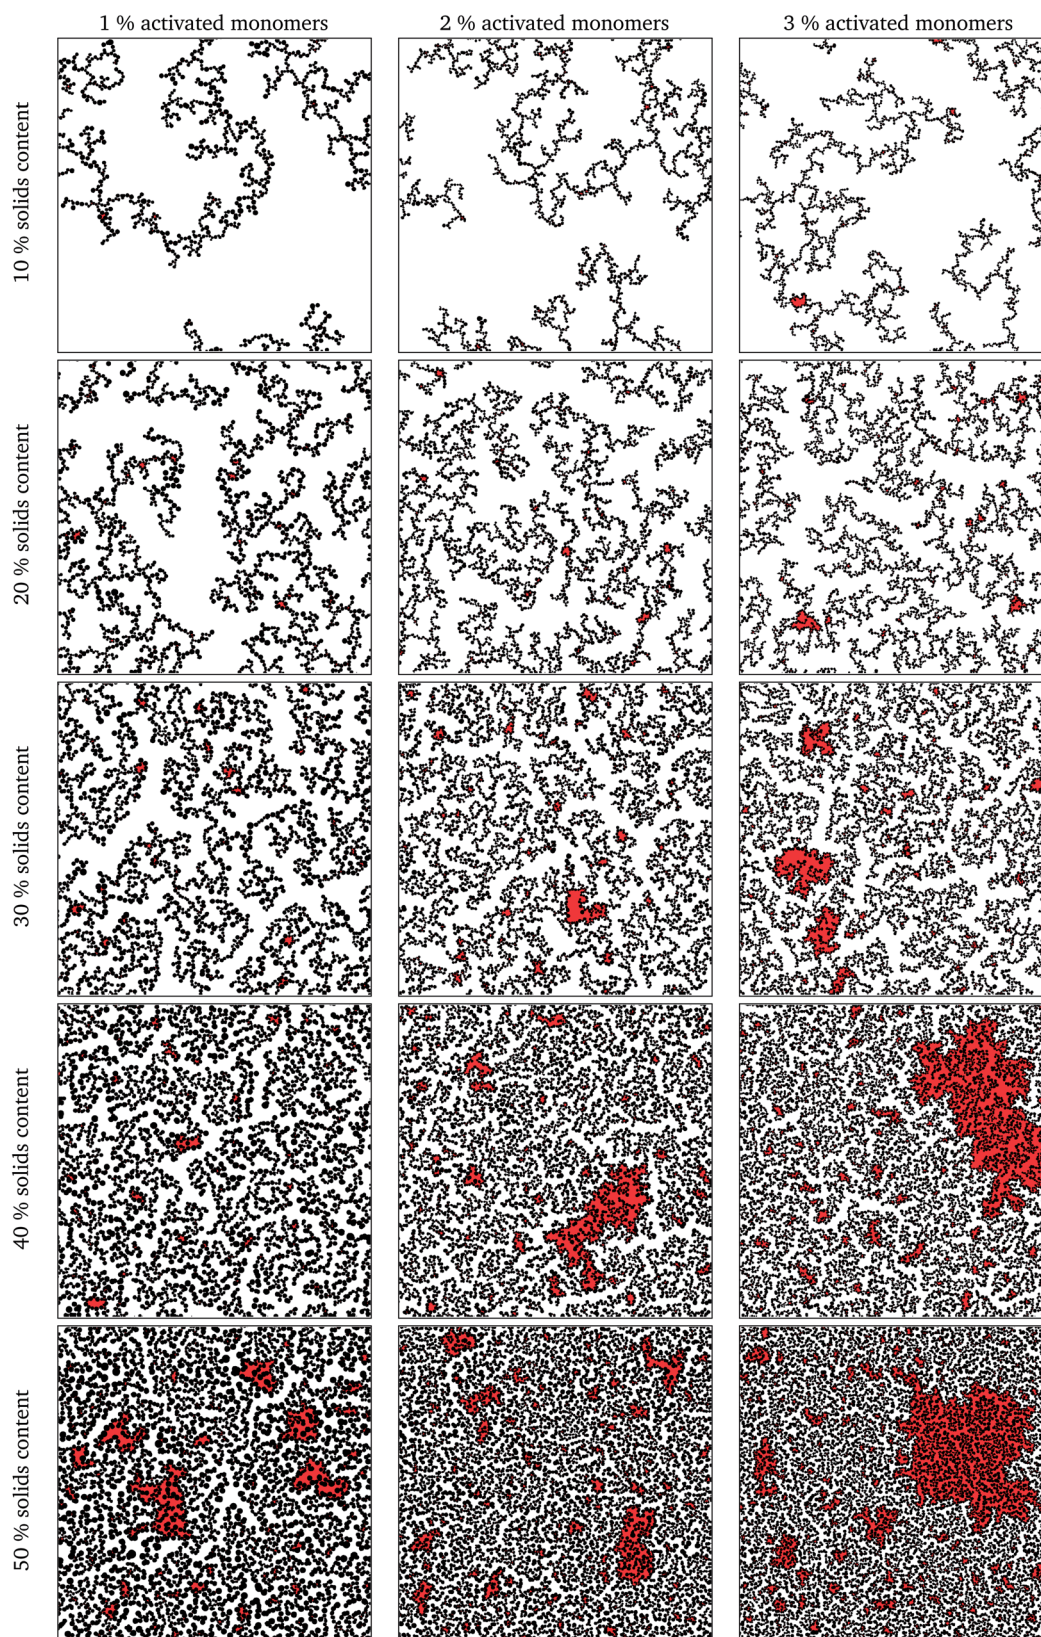 1 % activated monomers
2 % activated monomers
3 % activated monomers
10 % solids content
20 % solids content
30 % solids content
40 % solids content
50 % solids content